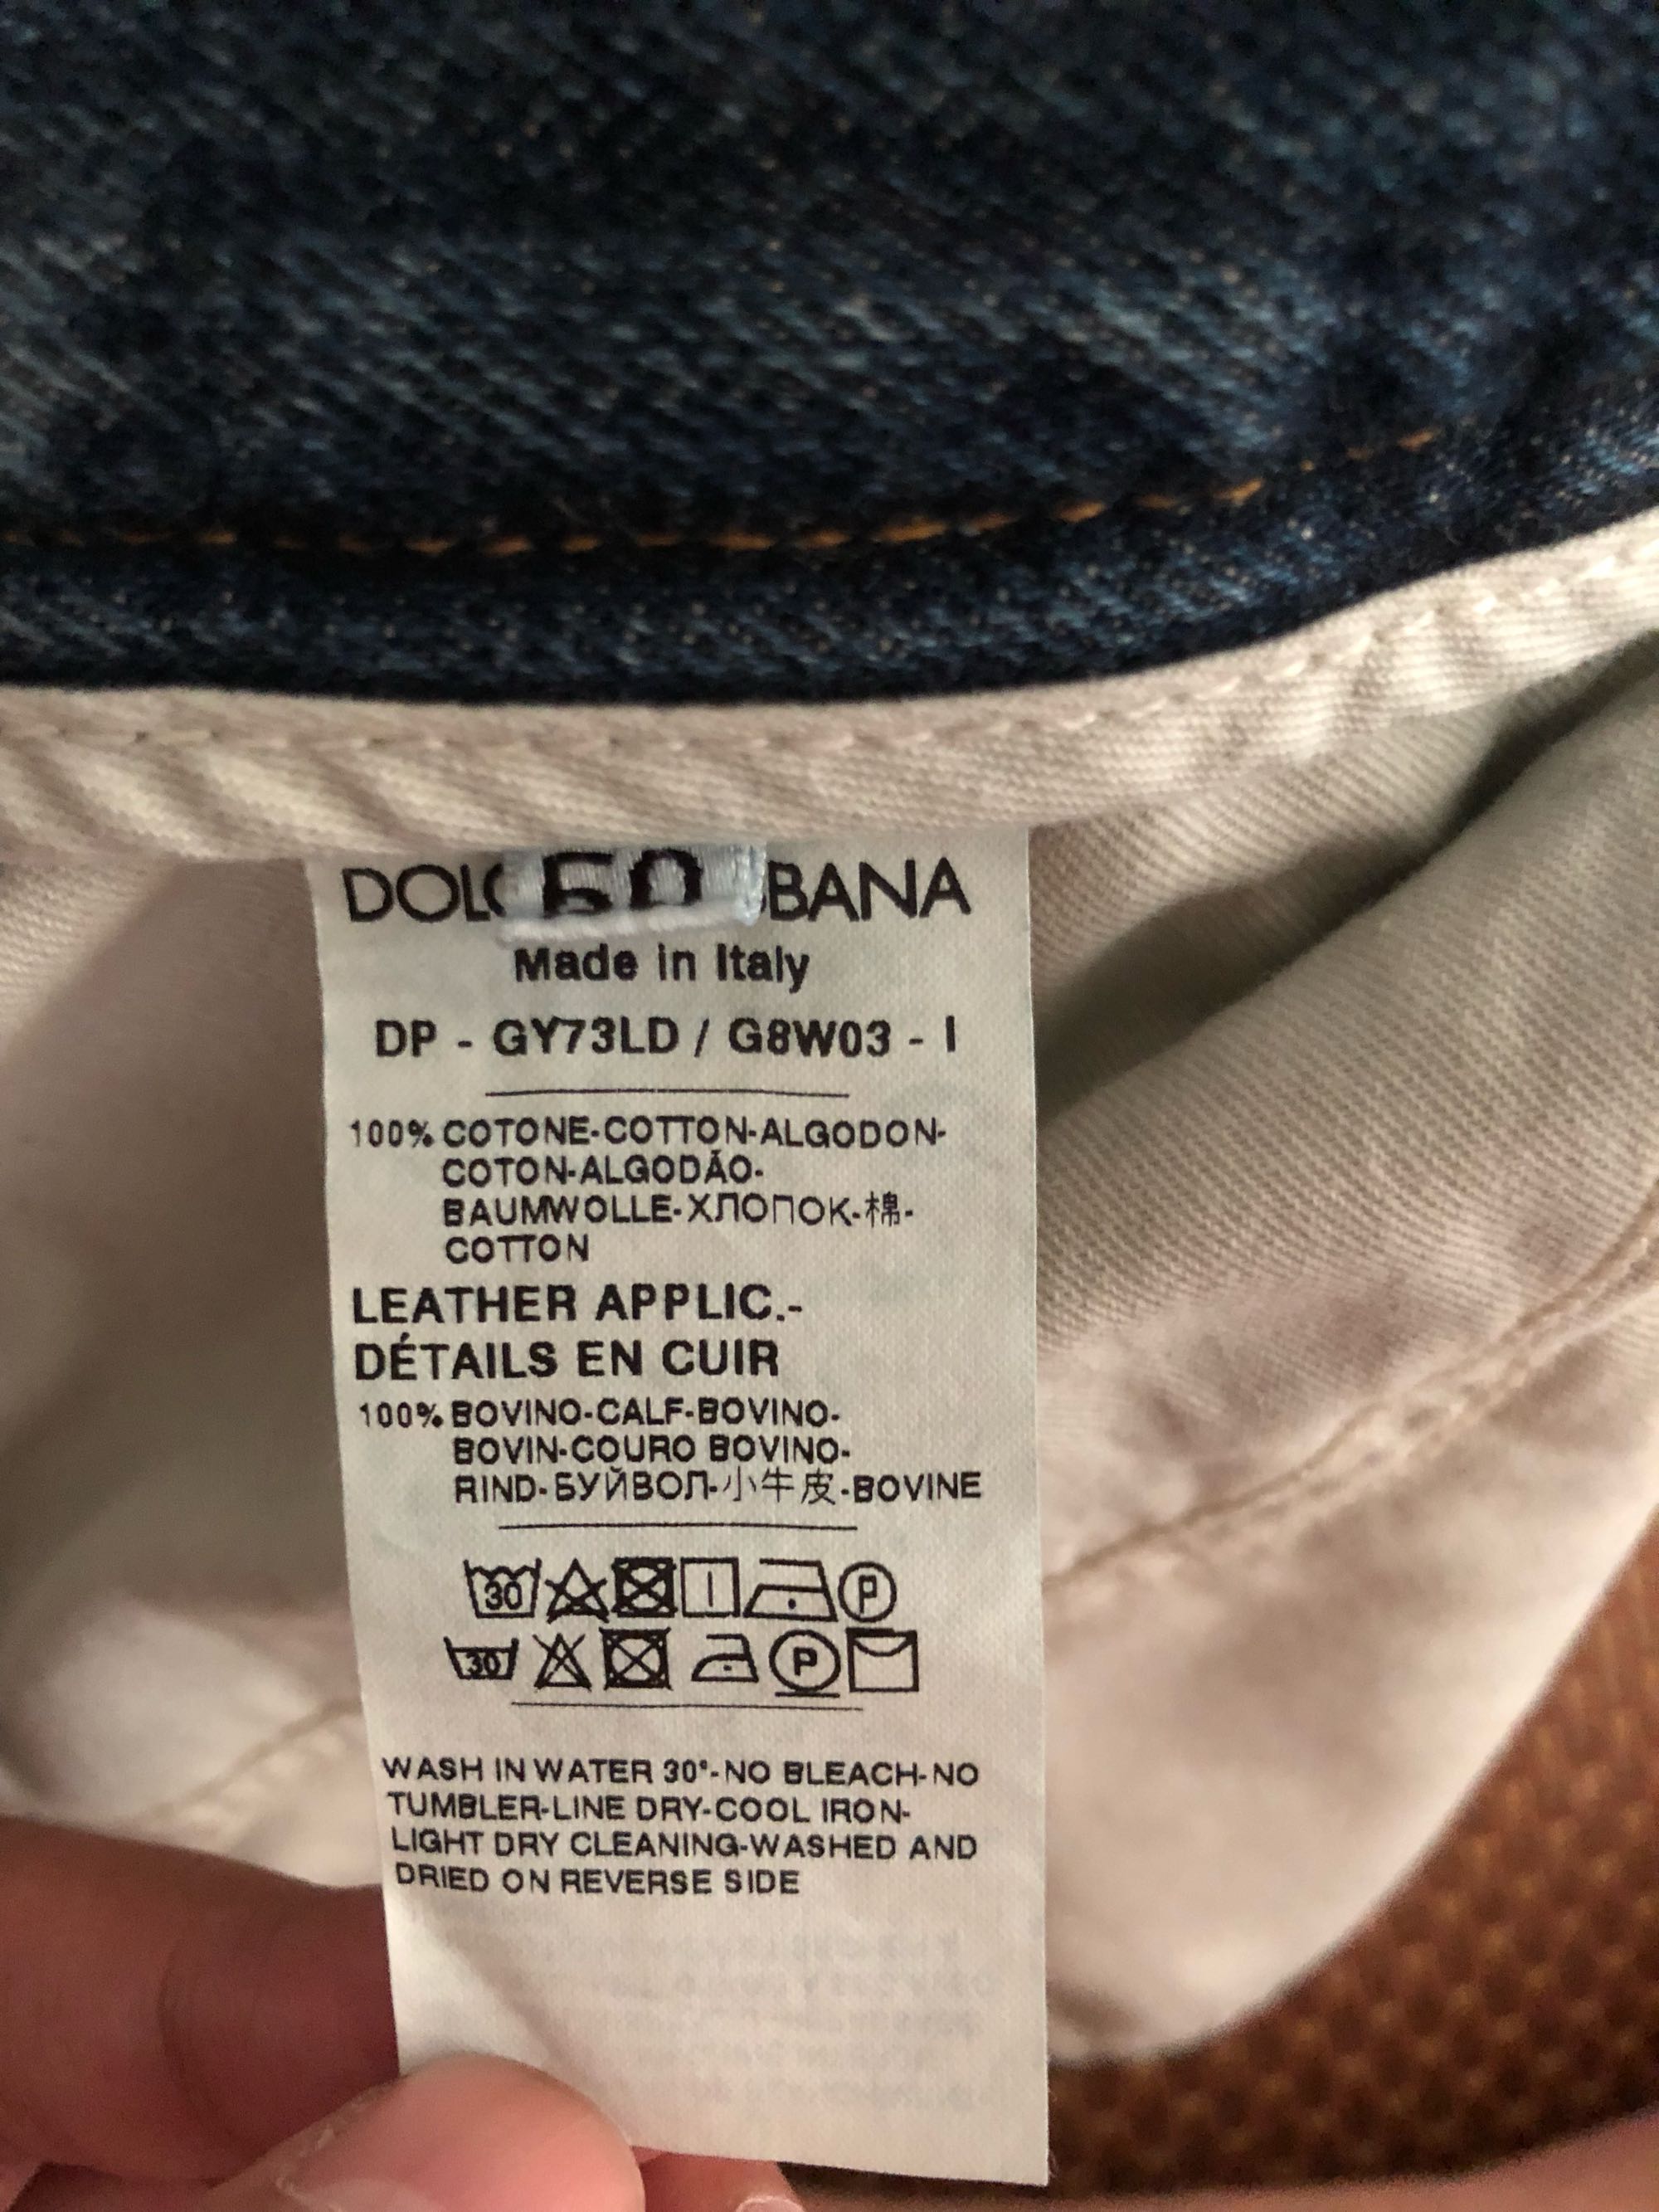 DOL BANA
Made in Italy
DP - GY73LD / G8W03 - I
100% COTONE-COTTON-ALGODON-
COTON-ALGODÃO-
BAUMWOLLE-ХЛОПОК-棉-
COTTON
LEATHER APPLIC.-
DÉTAILS EN CUIR
100% BOVINO-CALF-BOVINO-
BOVIN-COURO BOVINO-
RIND-БУЙВОЛ-小牛皮-BOVINE
30 P
30 P
WASH IN WATER 30°-NO BLEACH-NO
TUMBLER-LINE DRY-COOL IRON-
LIGHT DRY CLEANING-WASHED AND
DRIED ON REVERSE SIDE